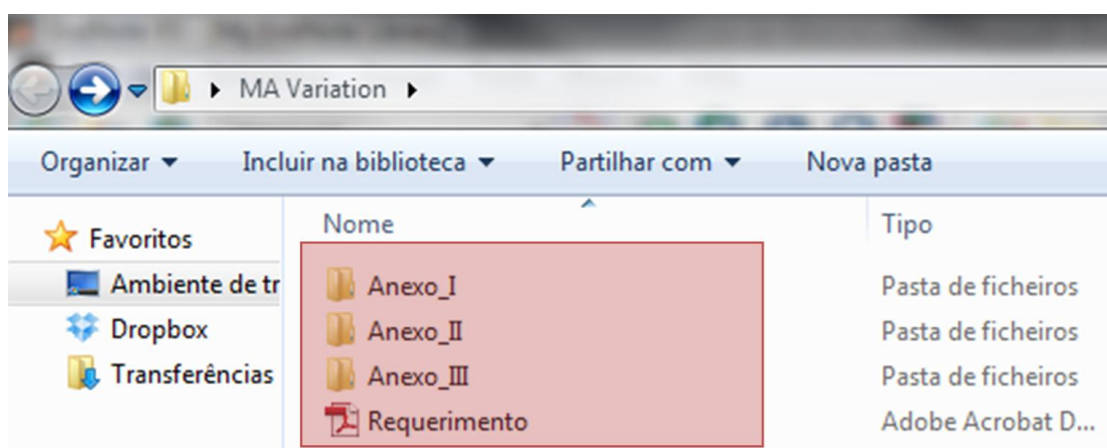 MA Variation
Organizar Incluir na biblioteca Partilhar com Nova pasta
Nome Tipo
Favoritos
Ambiente de tr
Dropbox
Transferências
Anexo_I Pasta de ficheiros
Anexo_II Pasta de ficheiros
Anexo_III Pasta de ficheiros
Requerimento Adobe Acrobat D...